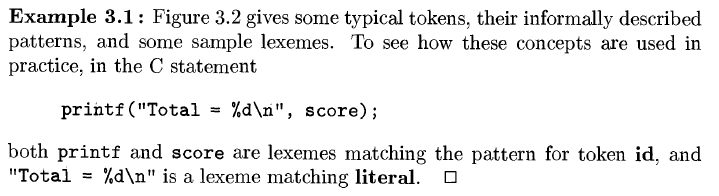 Example 3.1: Figure 3.2 gives some typical tokens, their informally described
patterns, and some sample lexemes. To see how these concepts are used in
practice, in the C statement
printf("Total = %d\n", score);
both printf and score are lexemes matching the pattern for token id, and
"Total = %d\n" is a lexeme matching literal. □